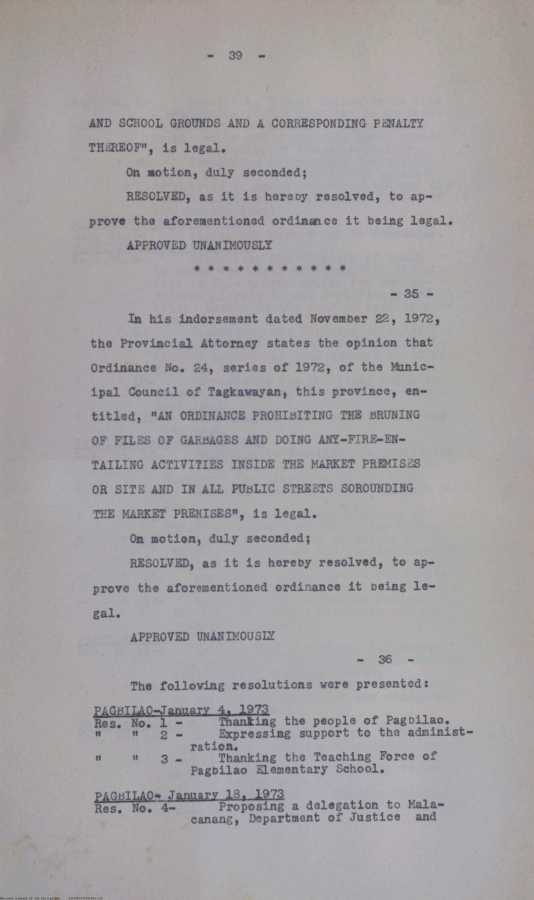 - 39 -
AND SCHOOL GROUNDS AND A CORRESPONDING PENALTY
THEREOF", is legal.
On motion, duly seconded;
RESOLVED, as it is hereby resolved, to ap-
prove the aforementioned ordinance it being legal.
APPROVED UNANIMOUSLY
* * * * * * * * * * *
- 35 -
In his indorsement dated November 22, 1972,
the Provincial Attorney states the opinion that
Ordinance No. 24, series of 1972, of the Munic-
ipal Council of Tagkawayan, this province, en-
titled, "AN ORDINANCE PROHIBITING THE BRUNING
OF FILES OF GARBAGES AND DOING ANY-FIRE-EN-
TAILING ACTIVITIES INSIDE THE MARKET PREMISES
OR SITE AND IN ALL PUBLIC STREETS SOROUNDING
THE MARKET PREMISES", is legal.
On motion, duly seconded;
RESOLVED, as it is hereby resolved, to ap-
prove the aforementioned ordinance it being le-
gal.
APPROVED UNANIMOUSLY
- 36 -
The following resolutions were presented:
PAGBILAO-January 4, 1973
Res. No. 1 - Thanking the people of Pagbilao.
" " 2 - Expressing support to the administ-
ration.
" " 3 - Thanking the Teaching Force of
Pagbilao Elementary School.
PAGBILAO- January 18, 1973
Res. No. 4- Proposing a delegation to Mala-
canang, Department of Justice and